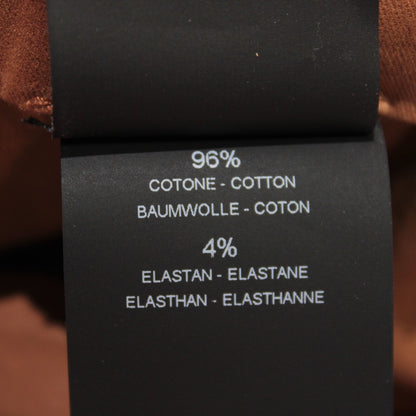 96%
COTONE - COTTON
BAUMWOLLE - COTON
4%
ELASTAN - ELASTANE
ELASTHAN - ELASTHANNE